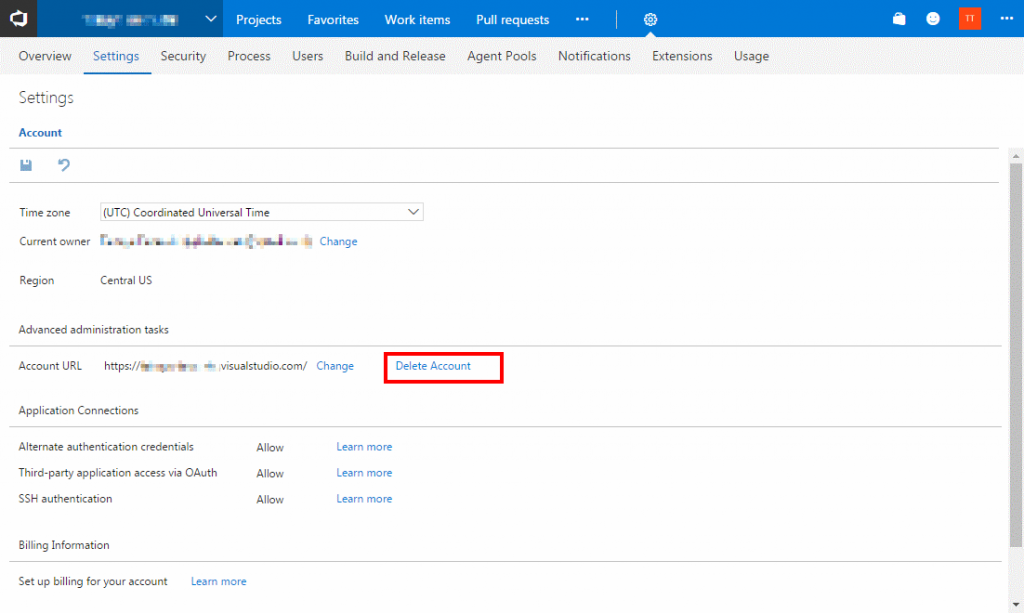 Projects Favorites Work items Pull requests ... TT ...
Overview Settings Security Process Users Build and Release Agent Pools Notifications Extensions Usage
Settings
Account
Time zone (UTC) Coordinated Universal Time
Current owner Change
Region Central US
Advanced administration tasks
Account URL https:// .visualstudio.com/ Change Delete Account
Application Connections
Alternate authentication credentials Allow Learn more
Third-party application access via OAuth Allow Learn more
SSH authentication Allow Learn more
Billing Information
Set up billing for your account Learn more